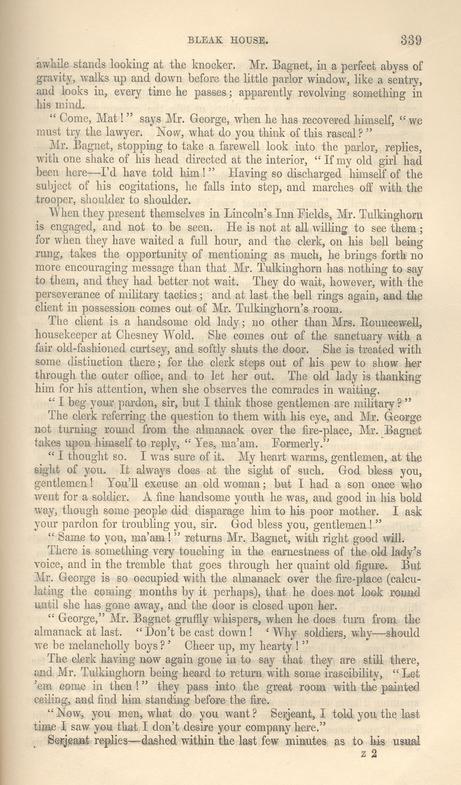 BLEAK HOUSE. 339
awhile stands looking at the knocker. Mr. Bagnet, in a perfect abyss of
gravity, walks up and down before the little parlor window, like a sentry,
and looks in, every time he passes; apparently revolving something in
his mind.
"Come, Mat!" says Mr. George, when he has recovered himself, "we
must try the lawyer. Now, what do you think of this rascal?"
Mr. Bagnet, stopping to take a farewell look into the parlor, replies,
with one shake of his head directed at the interior, "If my old girl had
been here—I'd have told him!" Having so discharged himself of the
subject of his cogitations, he falls into step, and marches off with the
trooper, shoulder to shoulder.
When they present themselves in Lincoln's Inn Fields, Mr. Tulkinghorn
is engaged, and not to be seen. He is not at all willing to see them;
for when they have waited a full hour, and the clerk, on his bell being
rung, takes the opportunity of mentioning as much, he brings forth no
more encouraging message than that Mr. Tulkinghorn has nothing to say
to them, and they had better not wait. They do wait, however, with the
perseverance of military tactics; and at last the bell rings again, and the
client in possession comes out of Mr. Tulkinghorn's room.
The client is a handsome old lady; no other than Mrs. Rouncewell,
housekeeper at Chesney Wold. She comes out of the sanctuary with a
fair old-fashioned curtsey, and softly shuts the door. She is treated with
some distinction there; for the clerk steps out of his pew to show her
through the outer office, and to let her out. The old lady is thanking
him for his attention, when she observes the comrades in waiting.
"I beg your pardon, sir, but I think those gentlemen are military?"
The clerk referring the question to them with his eye, and Mr. George
not turning round from the almanack over the fire-place, Mr. Bagnet
takes upon himself to reply, "Yes, ma'am. Formerly."
"I thought so. I was sure of it. My heart warms, gentlemen, at the
sight of you. It always does at the sight of such. God bless you,
gentlemen! You'll excuse an old woman; but I had a son once who
went for a soldier. A fine handsome youth he was, and good in his bold
way, though some people did disparage him to his poor mother. I ask
your pardon for troubling you, sir. God bless you, gentlemen!"
"Same to you, ma'am!" returns Mr. Bagnet, with right good will.
There is something very touching in the earnestness of the old lady's
voice, and in the tremble that goes through her quaint old figure. But
Mr. George is so occupied with the almanack over the fire-place (calcu-
lating the coming months by it perhaps), that he does not look round
until she has gone away, and the door is closed upon her.
"George," Mr. Bagnet gruffly whispers, when he does turn from the
almanack at last. "Don't be cast down! 'Why soldiers, why—should
we be melancholly boys?' Cheer up, my hearty!"
The clerk having now again gone in to say that they are still there,
and Mr. Tulkinghorn being heard to return with some irascibility, "Let
'em come in then!" they pass into the great room with the painted
ceiling, and find him standing before the fire.
"Now, you men, what do you want? Serjeant, I told you the last
time I saw you that I don't desire your company here."
Serjeant replies—dashed within the last few minutes as to his usual
z 2